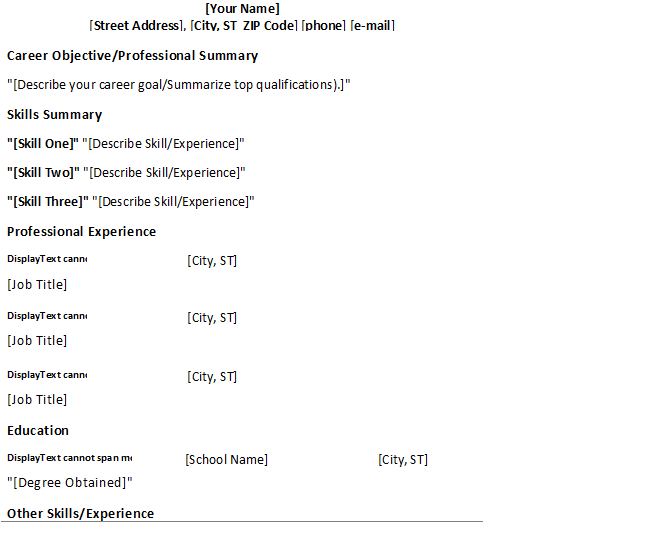 [Your Name]
[Street Address], [City, ST ZIP Code] [phone] [e-mail]
Career Objective/Professional Summary
"[Describe your career goal/Summarize top qualifications).]"
Skills Summary
"[Skill One]" "[Describe Skill/Experience]"
"[Skill Two]" "[Describe Skill/Experience]"
"[Skill Three]" "[Describe Skill/Experience]"
Professional Experience
DisplayText [City, ST]
[Job Title]
DisplayText [City, ST]
[Job Title]
DisplayText [City, ST]
[Job Title]
Education
DisplayText cannot span [School Name] [City, ST]
"[Degree Obtained]"
Other Skills/Experience